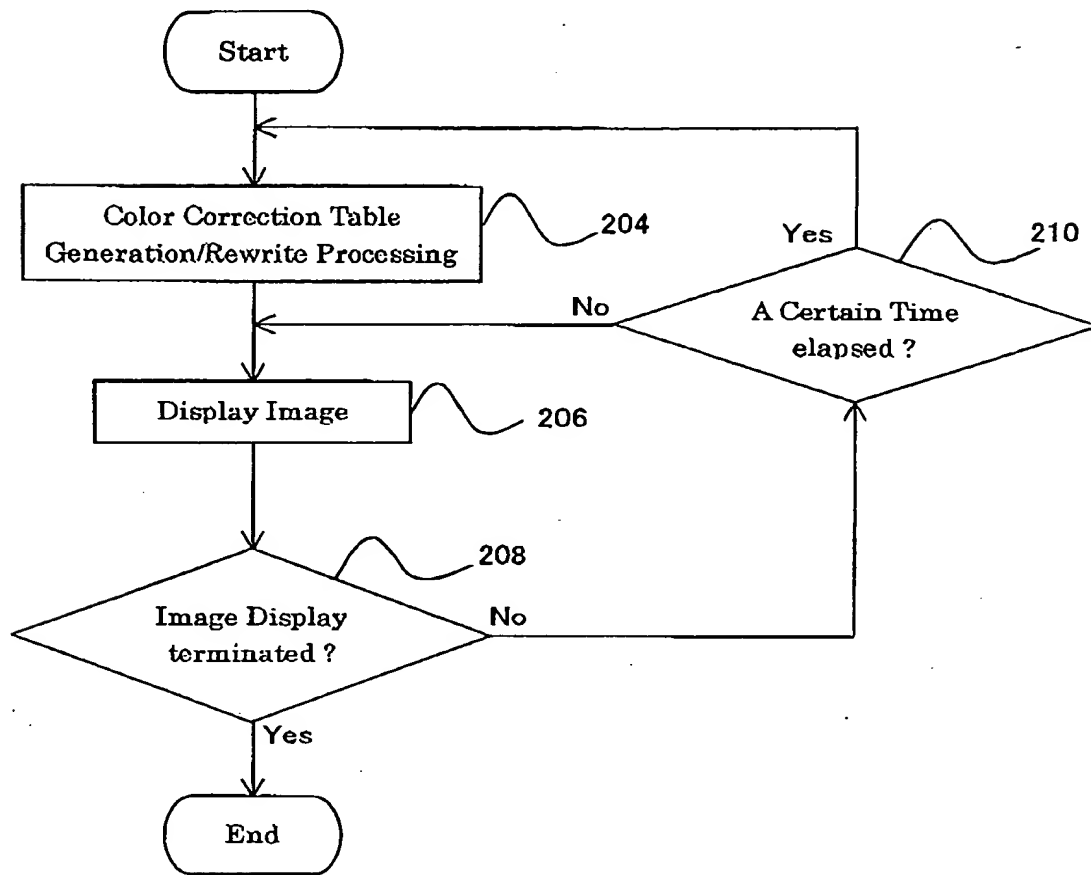 Start
Color Correction Table
Generation/Rewrite Processing
204
Yes
210
No
A Certain Time
elapsed ?
Display Image
206
208
Image Display
terminated ?
No
Yes
End